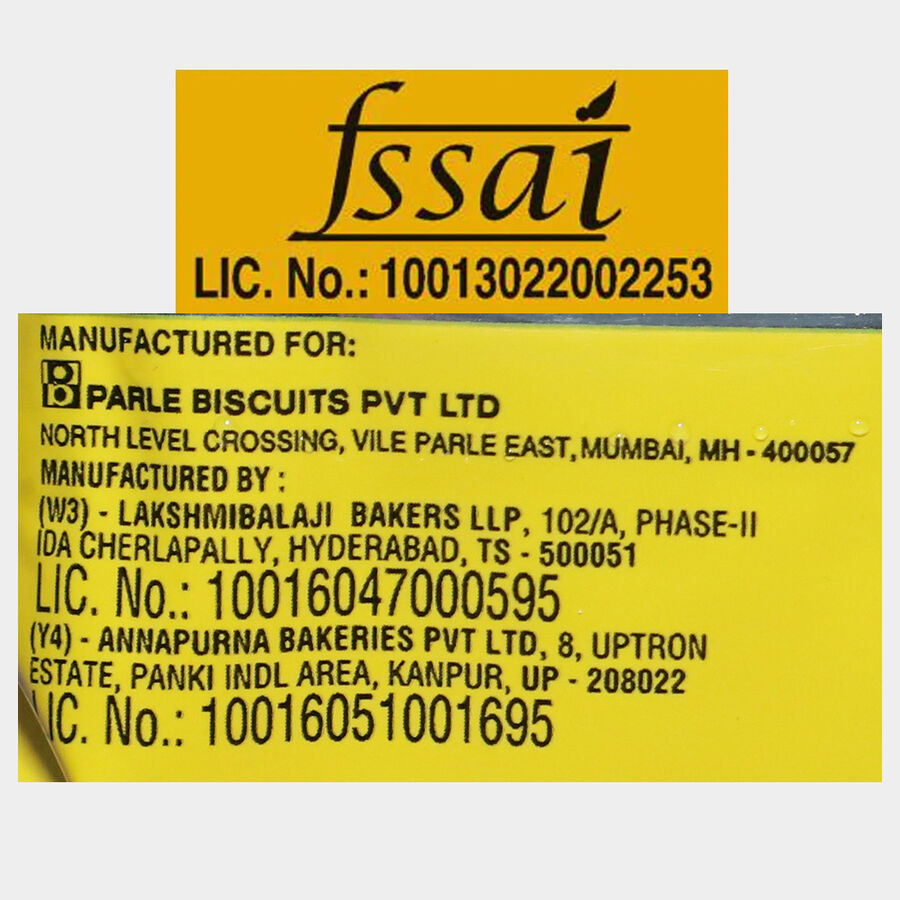 fssai
LIC. No.: 10013022002253
MANUFACTURED FOR:
PARLE BISCUITS PVT LTD
NORTH LEVEL CROSSING, VILE PARLE EAST, MUMBAI, MH - 400057
MANUFACTURED BY :
(W3) - LAKSHMIBALAJI BAKERS LLP, 102/A, PHASE-II
IDA CHERLAPALLY, HYDERABAD, TS - 500051
LIC. No.: 10016047000595
(Y4) - ANNAPURNA BAKERIES PVT LTD, 8, UPTRON
ESTATE, PANKI INDL AREA, KANPUR, UP - 208022
LIC. No.: 10016051001695